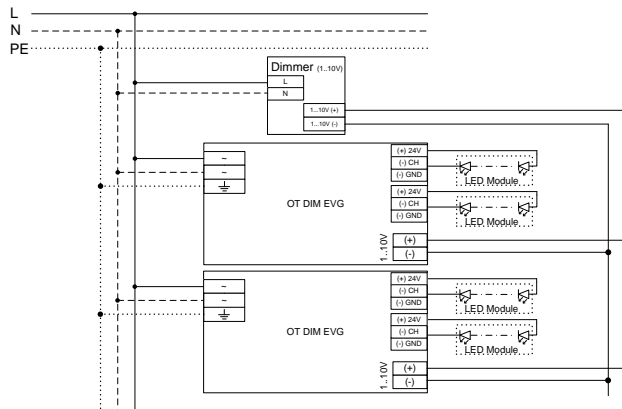 L
N
PE
Dimmer (1..10V)
L
N
1...10V (+)
1...10V (-)
~
~
OT DIM EVG
(+) 24V
(-) CH
(-) GND
(+) 24V
(-) CH
(-) GND
1..10V
(+)
(-)
LED Module
LED Module
~
~
OT DIM EVG
(+) 24V
(-) CH
(-) GND
(+) 24V
(-) CH
(-) GND
1..10V
(+)
(-)
LED Module
LED Module